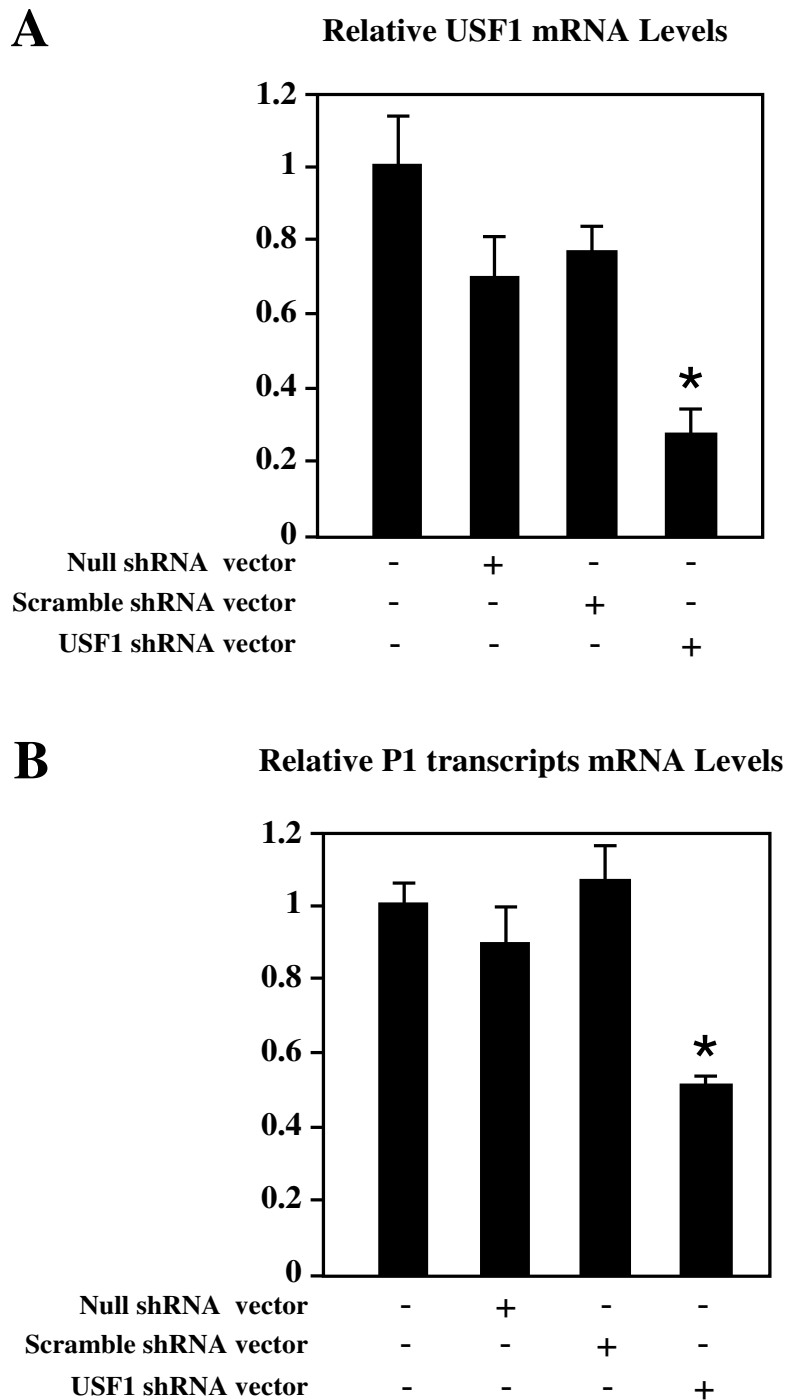 A
Relative USF1 mRNA Levels
1.2
1
0.8
0.6
0.4
*
0.2
0
Null shRNA vector - + - -
Scramble shRNA vector - - + -
USF1 shRNA vector - - - +
B
Relative P1 transcripts mRNA Levels
1.2
1
0.8
0.6
*
0.4
0.2
0
Null shRNA vector - + - -
Scramble shRNA vector - - + -
USF1 shRNA vector - - - +